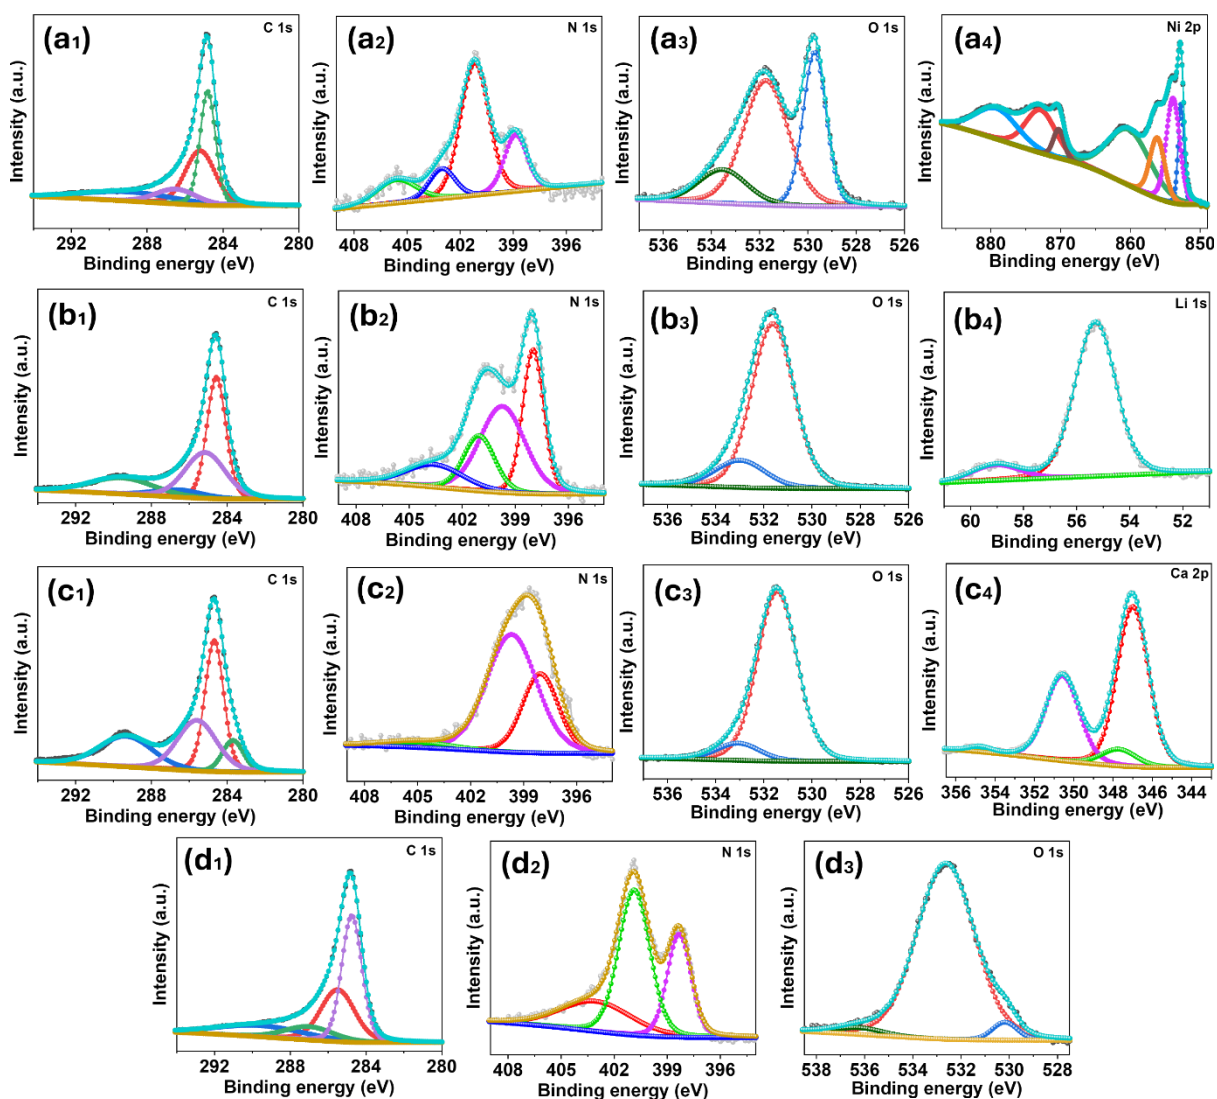 (a1) C 1s
Intensity (a.u.)
292 288 284 280
Binding energy (eV)
(a2) N 1s
Intensity (a.u.)
408 405 402 399 396
Binding energy (eV)
(a3) O 1s
Intensity (a.u.)
536 534 532 530 528 526
Binding energy (eV)
(a4) Ni 2p
Intensity (a.u.)
880 870 860 850
Binding energy (eV)
(b1) C 1s
Intensity (a.u.)
292 288 284 280
Binding energy (eV)
(b2) N 1s
Intensity (a.u.)
408 405 402 399 396
Binding energy (eV)
(b3) O 1s
Intensity (a.u.)
536 534 532 530 528 526
Binding energy (eV)
(b4) Li 1s
Intensity (a.u.)
60 58 56 54 52
Binding energy (eV)
(c1) C 1s
Intensity (a.u.)
292 288 284 280
Binding energy (eV)
(c2) N 1s
Intensity (a.u.)
408 405 402 399 396
Binding energy (eV)
(c3) O 1s
Intensity (a.u.)
536 534 532 530 528 526
Binding energy (eV)
(c4) Ca 2p
Intensity (a.u.)
356 354 352 350 348 346 344
Binding energy (eV)
(d1) C 1s
Intensity (a.u.)
292 288 284 280
Binding energy (eV)
(d2) N 1s
Intensity (a.u.)
408 405 402 399 396
Binding energy (eV)
(d3) O 1s
Intensity (a.u.)
538 536 534 532 530 528
Binding energy (eV)